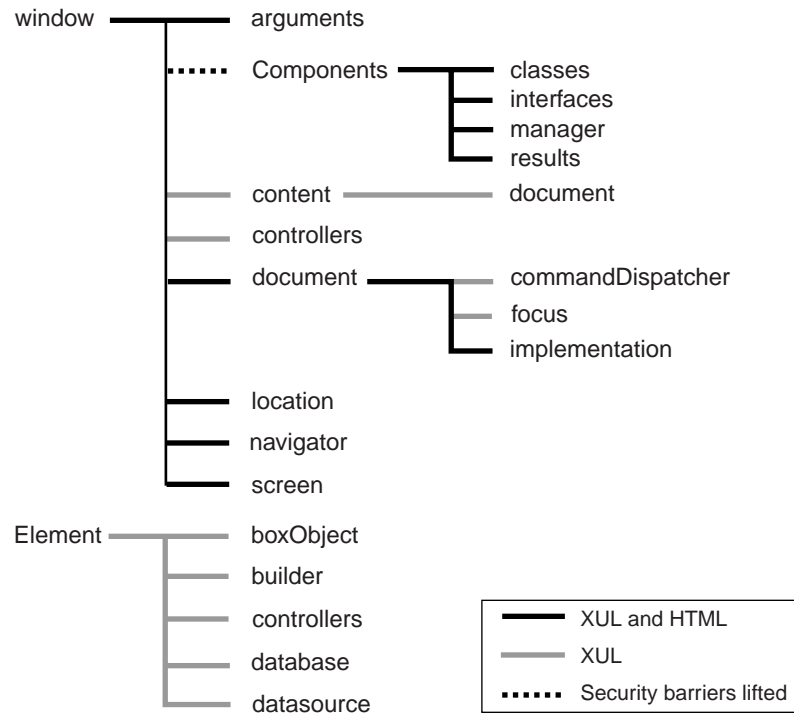 window arguments
Components classes
interfaces
manager
results
content document
controllers
document commandDispatcher
focus
implementation
location
navigator
screen
Element boxObject
builder
controllers
database
datasource
XUL and HTML
XUL
Security barriers lifted